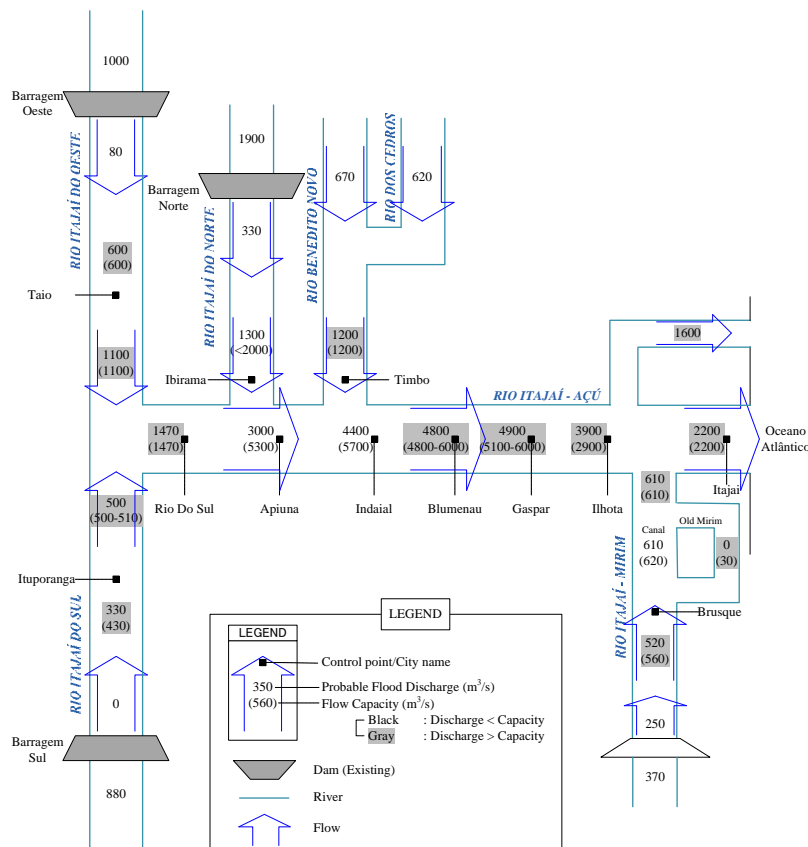 1000
Barragem
Oeste
80
RIO ITAJAÍ DO OESTE
600
(600)
Taio
1100
(1100)
1900
Barragem
Norte
330
RIO ITAJAÍ DO NORTE
1300
(<2000)
Ibirama
RIO BENEDITO NOVO
670
RIO DOS CEDROS
620
1200
(1200)
Timbo
RIO ITAJAÍ - AÇÚ
1600
1470
(1470)
3000
(5300)
4400
(5700)
4800
(4800-6000)
4900
(5100-6000)
3900
(2900)
2200
(2200)
Oceano
Atlântico
Rio Do Sul
Apiuna
Indaial
Blumenau
Gaspar
Ilhota
Itajai
500
(500-510)
Ituporanga
330
(430)
RIO ITAJAÍ DO SUL
0
Barragem
Sul
880
610
(610)
Canal
610
(620)
Old Mirim
0
(30)
RIO ITAJAÍ - MIRIM
Brusque
520
(560)
250
370
LEGEND
LEGEND
Control point/City name
350
Probable Flood Discharge (m³/s)
(560)
Flow Capacity (m³/s)
Black : Discharge < Capacity
Gray : Discharge > Capacity
Dam (Existing)
River
Flow